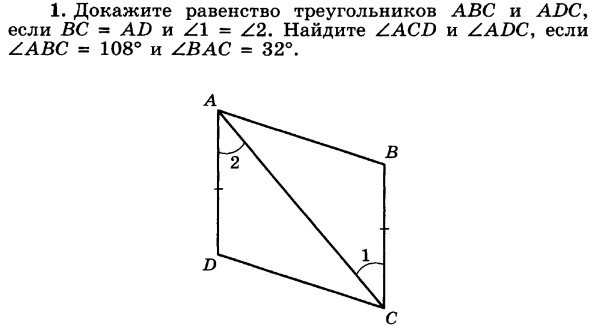 1. Докажите равенство треугольников ABC и ADC,
если BC = AD и ∠1 = ∠2. Найдите ∠ACD и ∠ADC, если
∠ABC = 108° и ∠BAC = 32°.
A
B
2
1
D
C